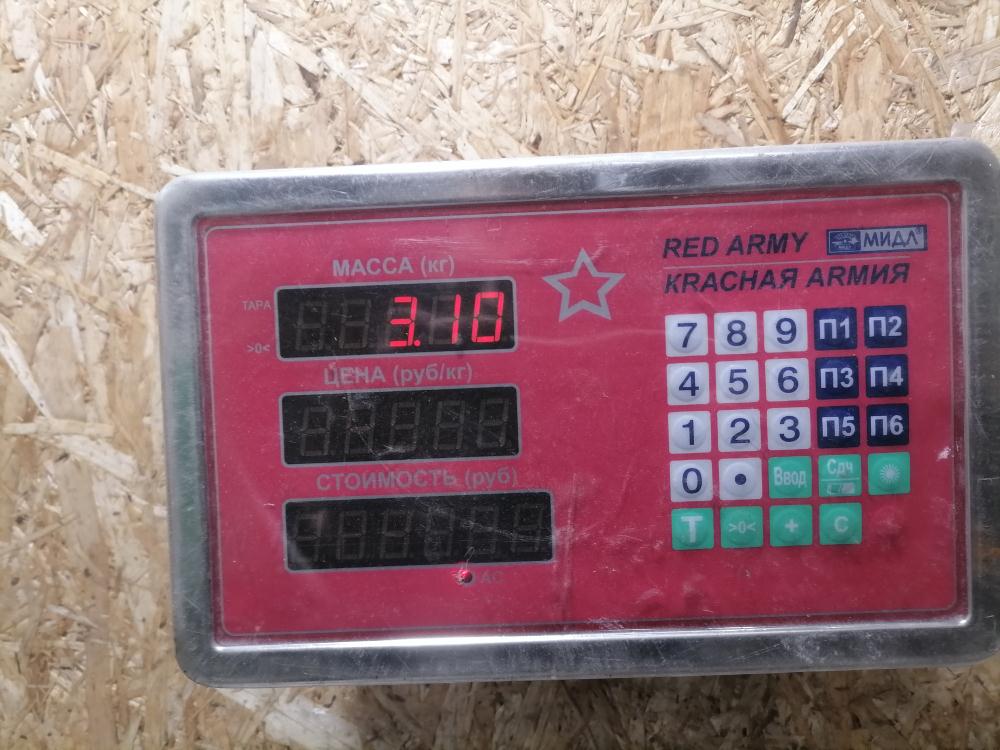 RED ARMY МИДЛ
КRАСНАЯ АRМИЯ
МАССА (кг)
ТАРА
3.10
>0<
ЦЕНА (руб/кг)
СТОИМОСТЬ (руб)
АС
7 8 9 П1 П2
4 5 6 П3 П4
1 2 3 П5 П6
0 • Ввод Сдч
Т >0< + С